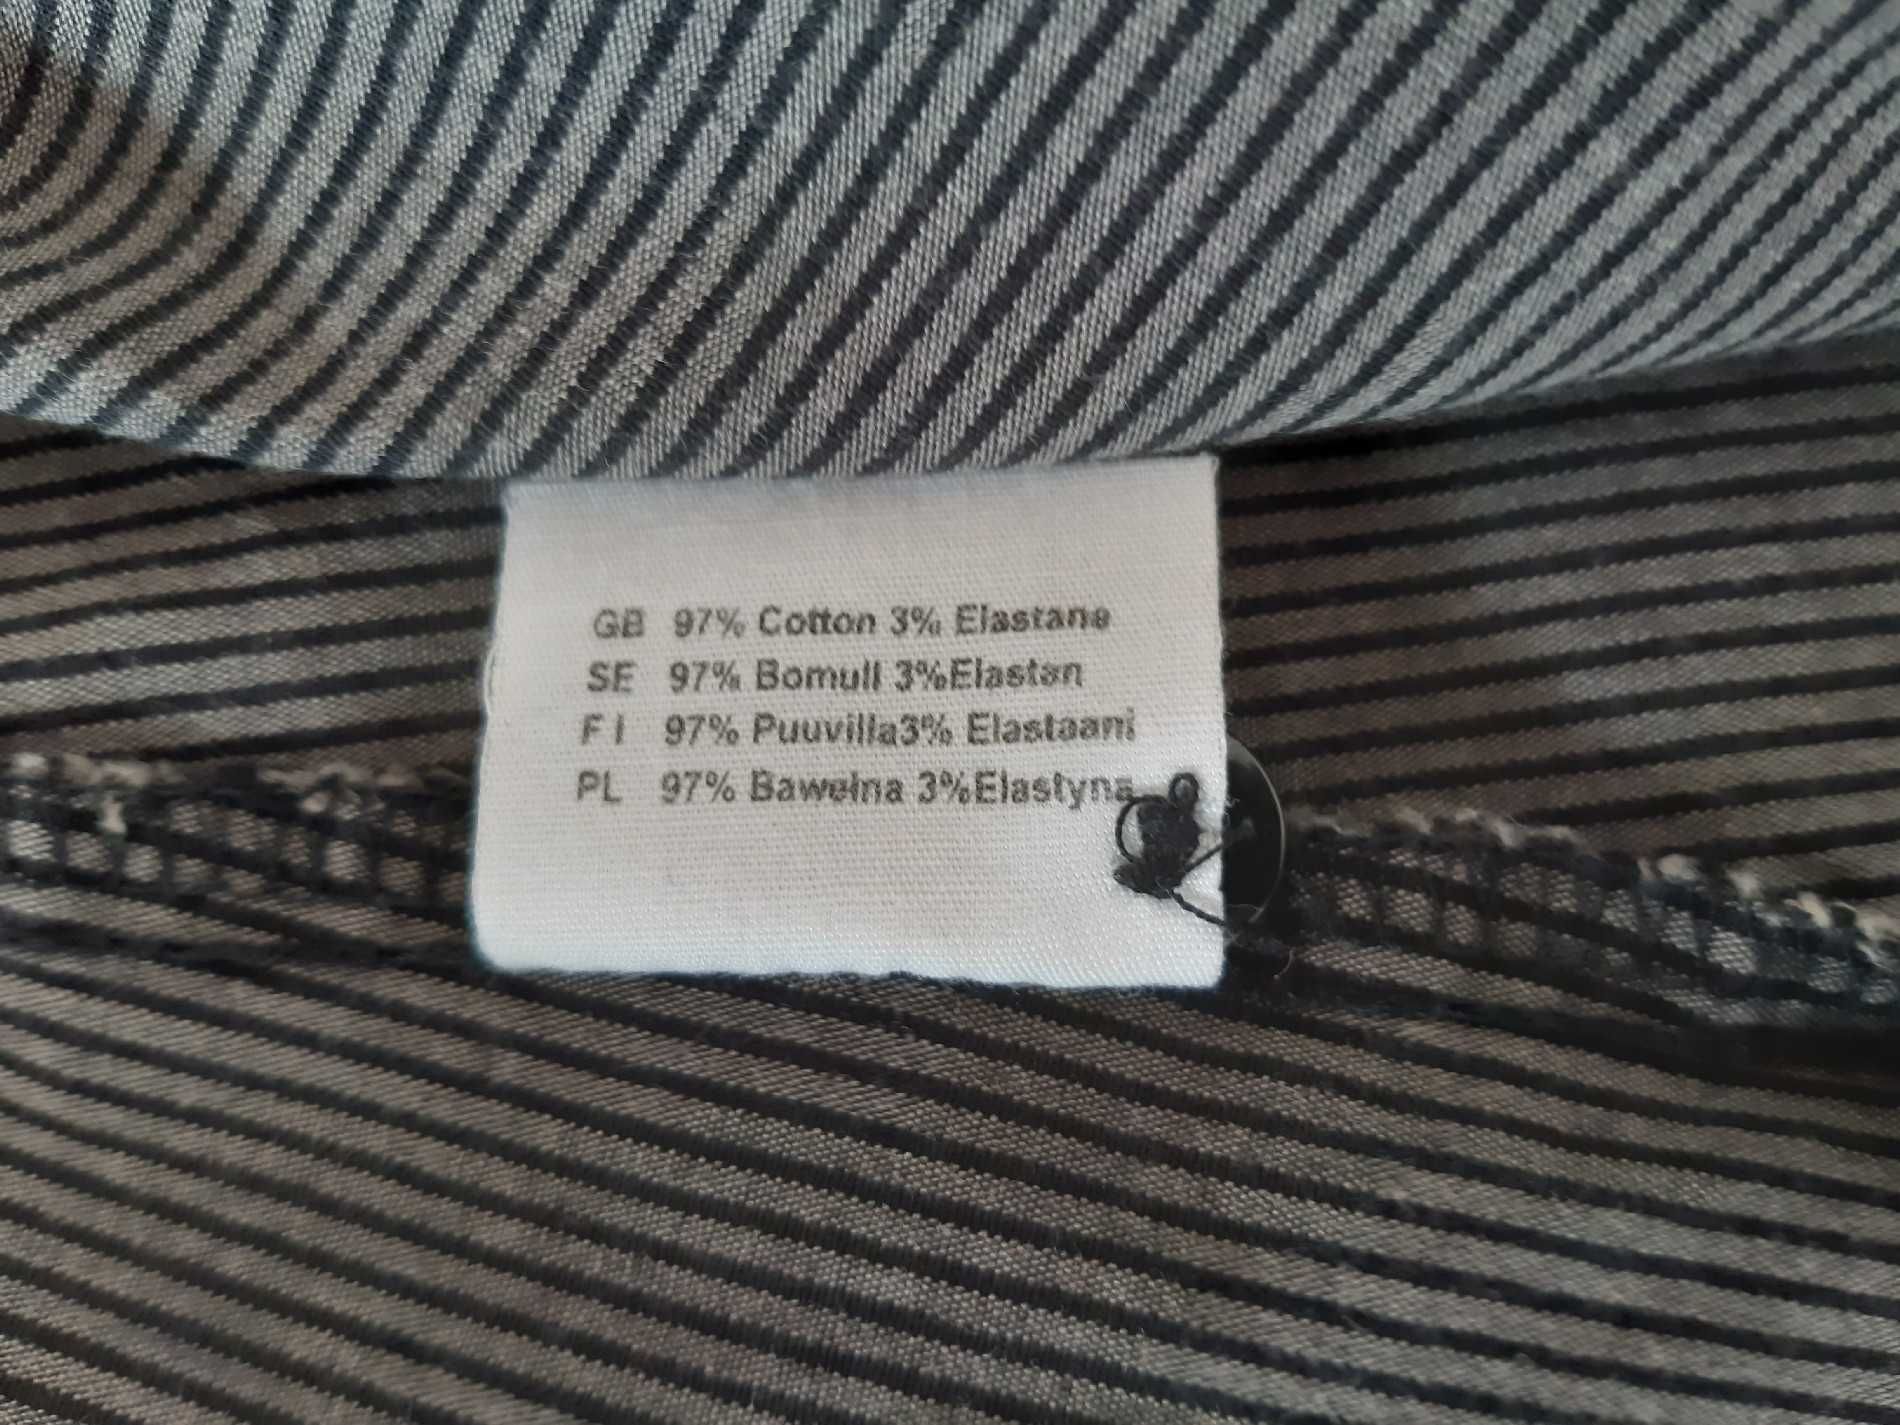 GB 97% Cotton 3% Elastane
SE 97% Bomull 3%Elastan
FI 97% Puuvilla3% Elastaani
PL 97% Bawełna 3%Elastyna